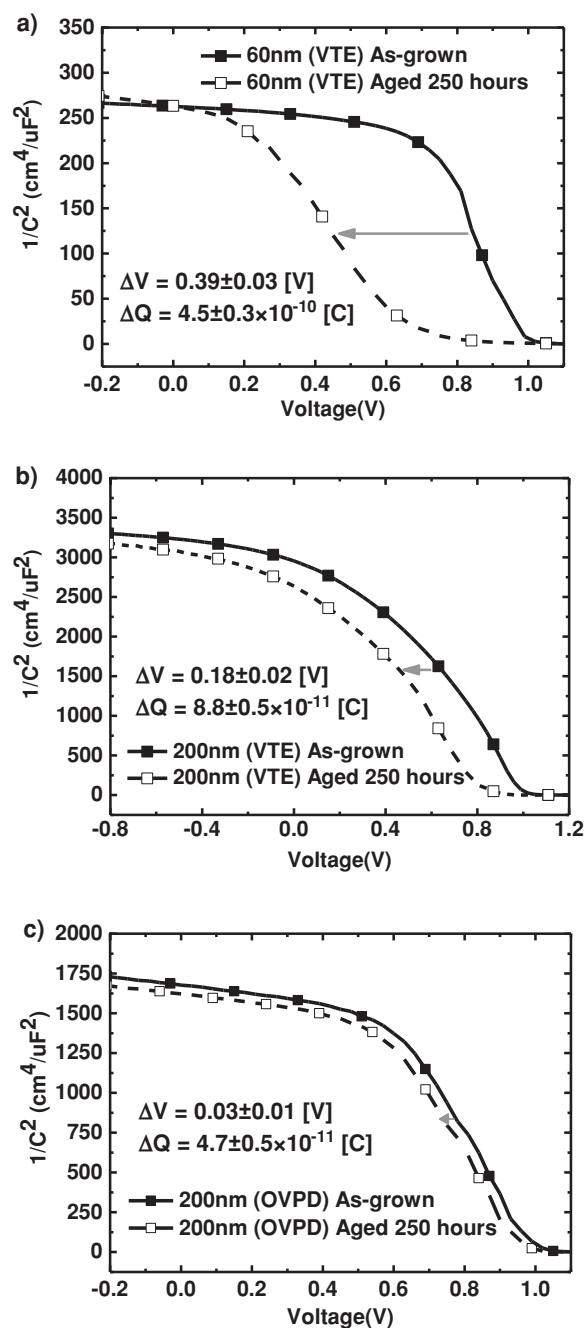 a)
350
60nm (VTE) As-grown
300
60nm (VTE) Aged 250 hours
250
200
150
100
50
0
1/C² (cm⁴/uF²)
ΔV = 0.39±0.03 [V]
ΔQ = 4.5±0.3×10⁻¹⁰ [C]
-0.2 0.0 0.2 0.4 0.6 0.8 1.0
Voltage(V)
b)
4000
3500
3000
2500
2000
1500
1000
500
0
1/C² (cm⁴/uF²)
ΔV = 0.18±0.02 [V]
ΔQ = 8.8±0.5×10⁻¹¹ [C]
200nm (VTE) As-grown
200nm (VTE) Aged 250 hours
-0.8 -0.4 0.0 0.4 0.8 1.2
Voltage(V)
c)
2000
1750
1500
1250
1000
750
500
250
0
1/C² (cm⁴/uF²)
ΔV = 0.03±0.01 [V]
ΔQ = 4.7±0.5×10⁻¹¹ [C]
200nm (OVPD) As-grown
200nm (OVPD) Aged 250 hours
-0.2 0.0 0.2 0.4 0.6 0.8 1.0
Voltage(V)